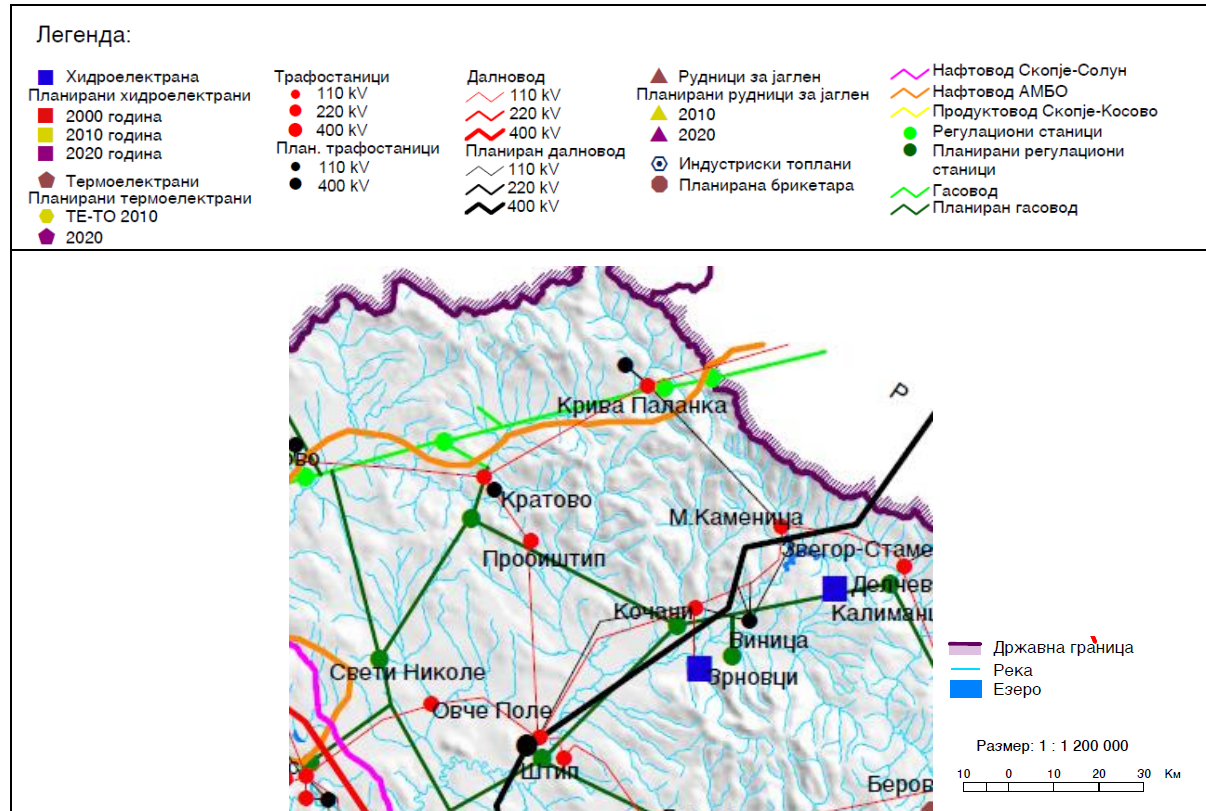 Легенда:
Хидроелектрана
Планирани хидроелектрани
2000 година
2010 година
2020 година
Термоелектрани
Планирани термоелектрани
ТЕ-ТО 2010
2020
Трафостаници
110 kV
220 kV
400 kV
План. трафостаници
110 kV
400 kV
Далновод
110 kV
220 kV
400 kV
Планиран далновод
110 kV
220 kV
400 kV
Рудници за јаглен
Планирани рудници за јаглен
2010
2020
Индустриски топлани
Планирана брикетара
Нафтовод Скопје-Солун
Нафтовод АМБО
Продуктовод Скопје-Косово
Регулациони станици
Планирани регулациони
станици
Гасовод
Планиран гасовод
Крива Паланка
Р
ово
Кратово
М.Каменица
Пробиштип
Звегор-Стаме
Делчев
Кочани
Калиманц
Виница
Свети Николе
Зрновци
Овче Поле
Штип
Беров
Државна граница
Река
Езеро
Размер: 1 : 1 200 000
10 0 10 20 30 Км